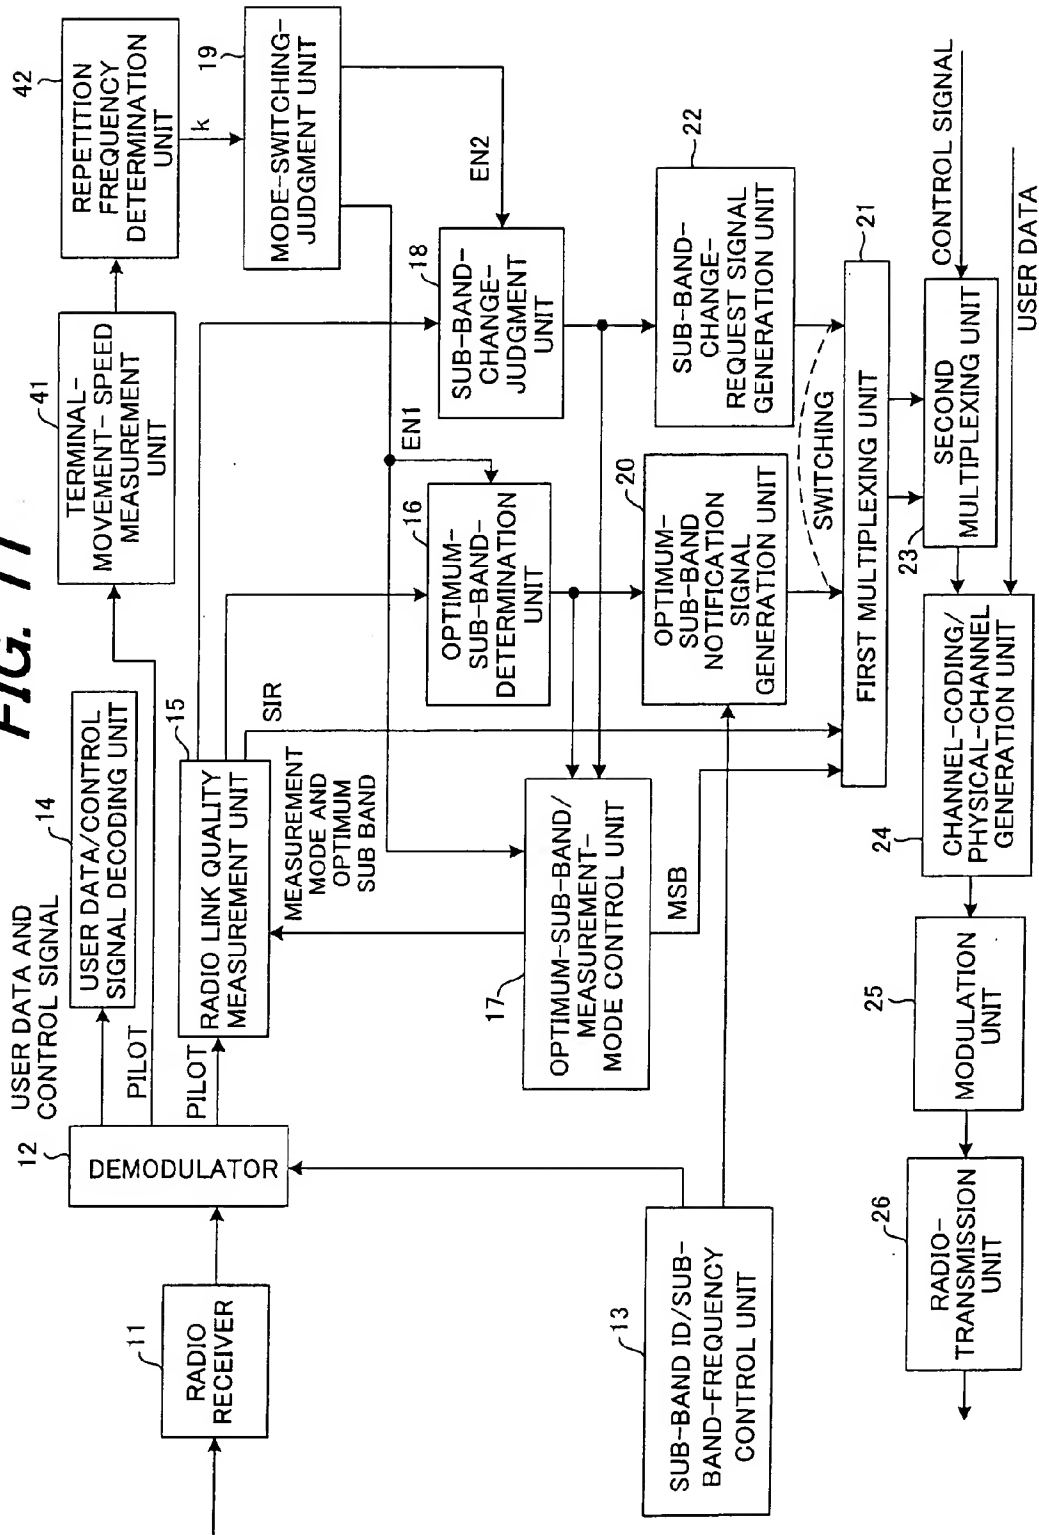 FIG. 11
11
RADIO
RECEIVER
12
DEMODULATOR
USER DATA AND
CONTROL SIGNAL
PILOT
PILOT
14
USER DATA/CONTROL
SIGNAL DECODING UNIT
15
RADIO LINK QUALITY
MEASUREMENT UNIT
SIR
MEASUREMENT
MODE AND
OPTIMUM
SUB BAND
41
TERMINAL-
MOVEMENT-SPEED
MEASUREMENT
UNIT
42
REPETITION
FREQUENCY
DETERMINATION
UNIT
k
19
MODE-SWITCHING-
JUDGMENT UNIT
EN1
EN2
16
OPTIMUM-
SUB-BAND-
DETERMINATION
UNIT
18
SUB-BAND-
CHANGE-
JUDGMENT
UNIT
17
OPTIMUM-SUB-BAND/
MEASUREMENT-
MODE CONTROL UNIT
MSB
13
SUB-BAND ID/SUB-
BAND-FREQUENCY
CONTROL UNIT
20
OPTIMUM-
SUB-BAND
NOTIFICATION
SIGNAL
GENERATION UNIT
22
SUB-BAND-
CHANGE-
REQUEST SIGNAL
GENERATION UNIT
SWITCHING
21
FIRST MULTIPLEXING UNIT
23
SECOND
MULTIPLEXING UNIT
CONTROL SIGNAL
USER DATA
24
CHANNEL-CODING/
PHYSICAL-CHANNEL
GENERATION UNIT
25
MODULATION
UNIT
26
RADIO-
TRANSMISSION
UNIT